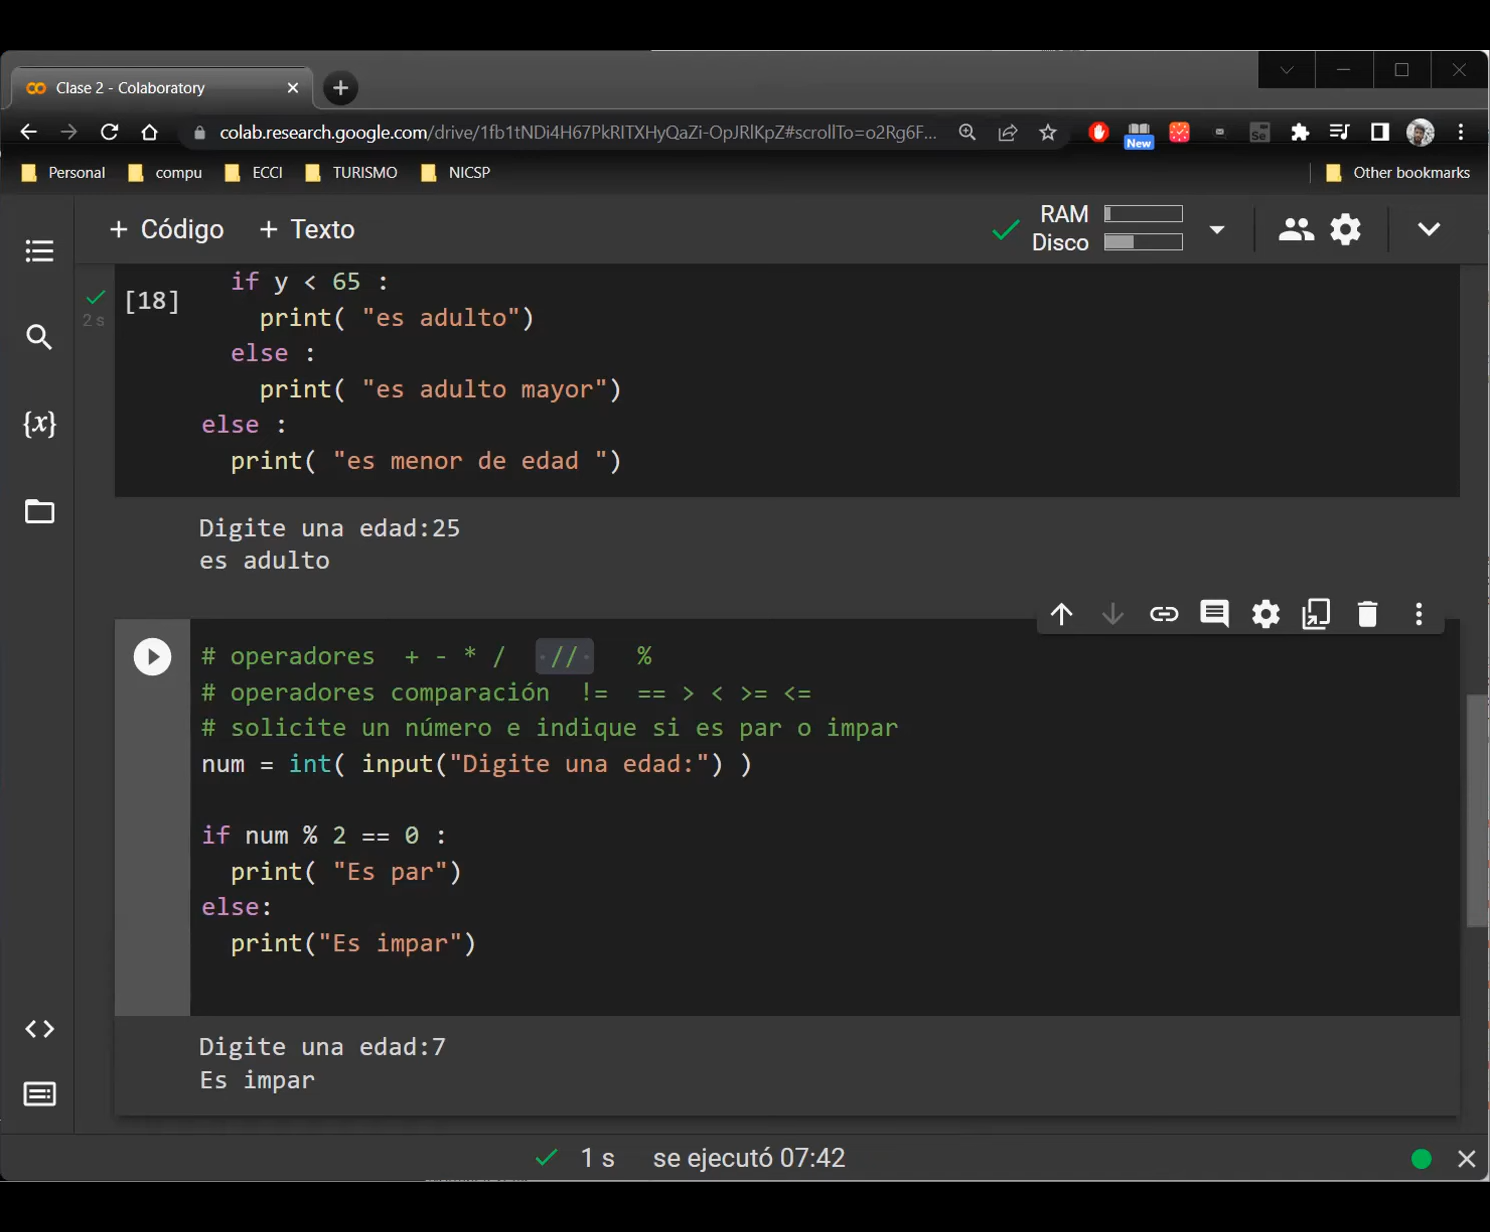 Clase 2 - Colaboratory
colab.research.google.com/drive/1fb1tNDi4H67PkRITXHyQaZi-OpJRlKpZ#scrollTo=o2Rg6F...
New
Personal compu ECCI TURISMO NICSP Other bookmarks
+ Código + Texto
RAM
Disco
if y < 65 :
[18]
2 s
print( "es adulto")
else :
print( "es adulto mayor")
else :
print( "es menor de edad ")
Digite una edad:25
es adulto
# operadores + - * / // %
# operadores comparación != == > < >= <=
# solicite un número e indique si es par o impar
num = int( input("Digite una edad:") )
if num % 2 == 0 :
print( "Es par")
else:
print("Es impar")
Digite una edad:7
Es impar
1 s se ejecutó 07:42